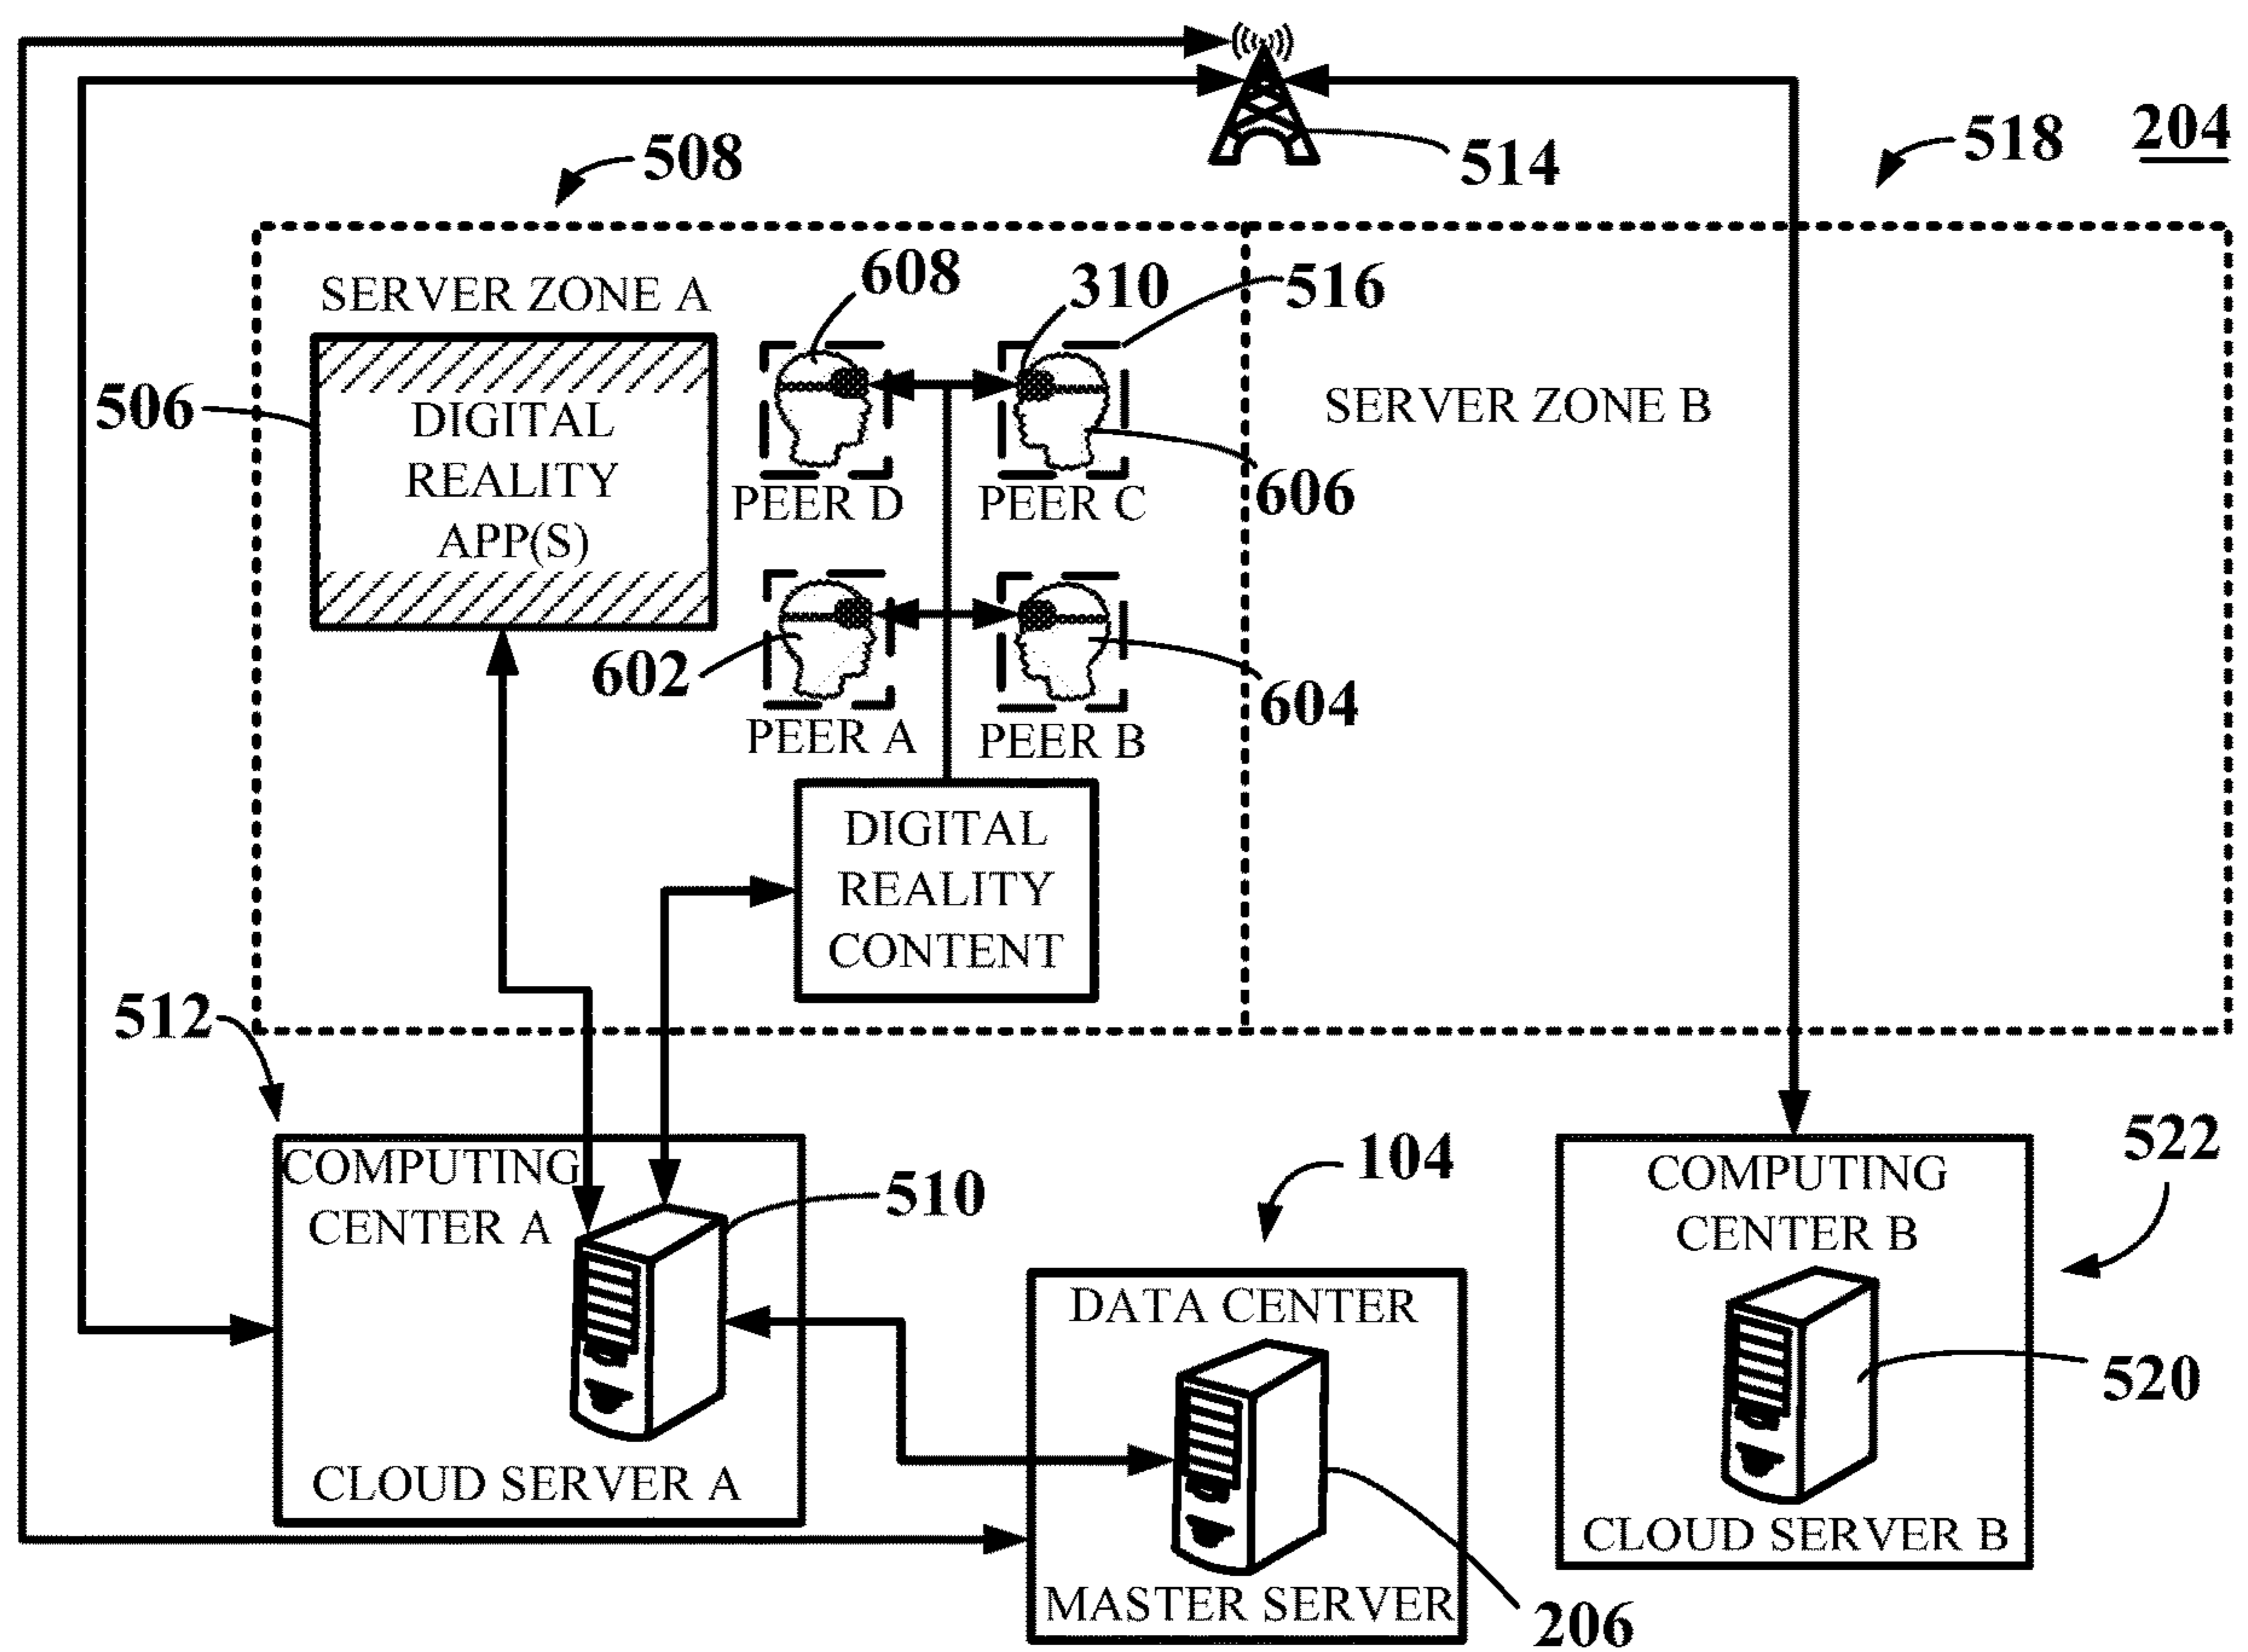 514
508
518
204
SERVER ZONE A
608
310
516
506
DIGITAL
REALITY
APP(S)
PEER D
PEER C
606
SERVER ZONE B
602
604
PEER A
PEER B
DIGITAL
REALITY
CONTENT
512
COMPUTING
CENTER A
510
CLOUD SERVER A
104
DATA CENTER
MASTER SERVER
206
COMPUTING
CENTER B
522
520
CLOUD SERVER B